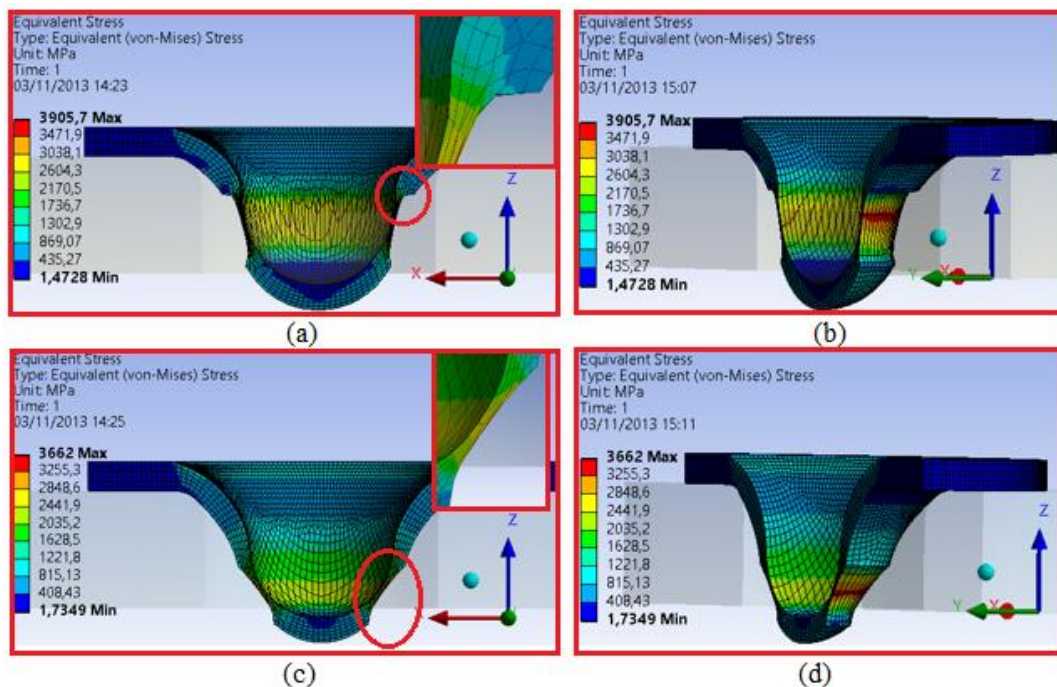 Equivalent Stress
Type: Equivalent (von-Mises) Stress
Unit: MPa
Time: 1
03/11/2013 14:23
3905,7 Max
3471,9
3038,1
2604,3
2170,5
1736,7
1302,9
869,07
435,27
1,4728 Min
Z
X
(a)
Equivalent Stress
Type: Equivalent (von-Mises) Stress
Unit: MPa
Time: 1
03/11/2013 15:07
3905,7 Max
3471,9
3038,1
2604,3
2170,5
1736,7
1302,9
869,07
435,27
1,4728 Min
Z
Y
X
(b)
Equivalent Stress
Type: Equivalent (von-Mises) Stress
Unit: MPa
Time: 1
03/11/2013 14:25
3662 Max
3255,3
2848,6
2441,9
2035,2
1628,5
1221,8
815,13
408,43
1,7349 Min
Z
(c)
Equivalent Stress
Type: Equivalent (von-Mises) Stress
Unit: MPa
Time: 1
03/11/2013 15:11
3662 Max
3255,3
2848,6
2441,9
2035,2
1628,5
1221,8
815,13
408,43
1,7349 Min
Z
Y
X
(d)